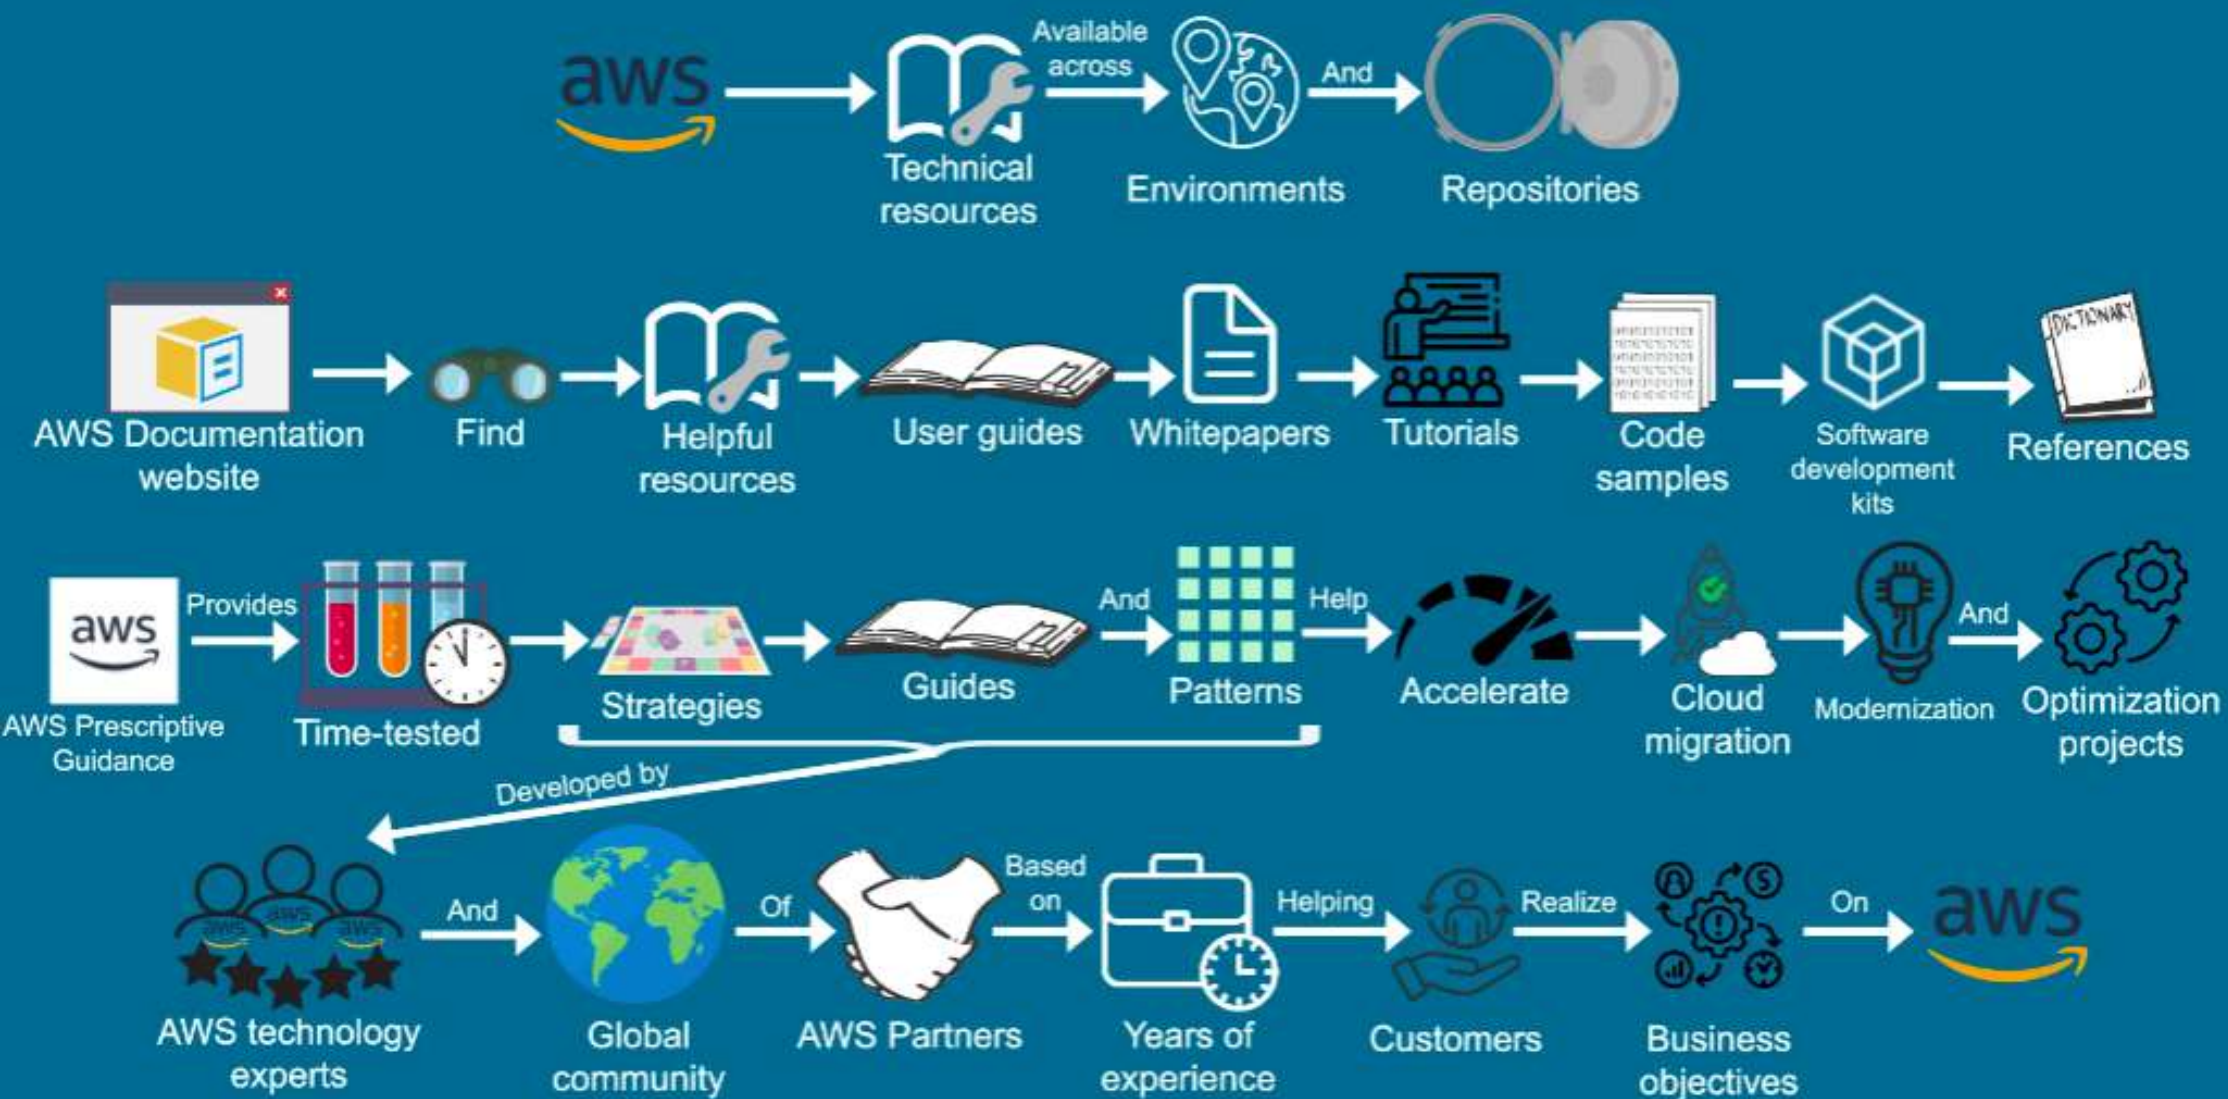 aws
Available
across
And
Technical
resources
Environments
Repositories
DICTIONARY
AWS Documentation
website
Find
Helpful
resources
User guides
Whitepapers
Tutorials
Code
samples
Software
development
kits
References
aws
Provides
And
Help
And
AWS Prescriptive
Guidance
Time-tested
Strategies
Guides
Patterns
Accelerate
Cloud
migration
Modernization
Optimization
projects
Developed by
aws
aws
aws
And
Of
Based
on
Helping
Realize
On
aws
AWS technology
experts
Global
community
AWS Partners
Years of
experience
Customers
Business
objectives